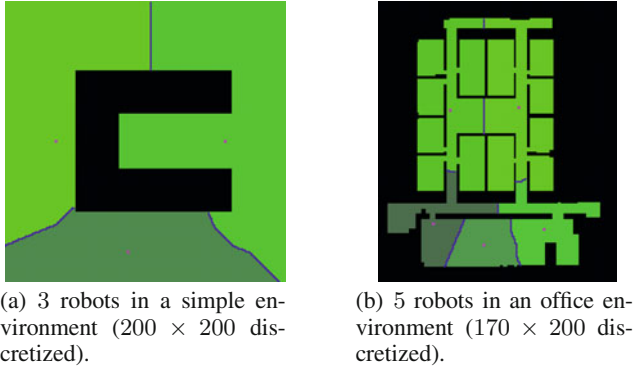 (a) 3 robots in a simple en-
vironment (200 × 200 dis-
cretized).
(b) 5 robots in an office en-
vironment (170 × 200 dis-
cretized).